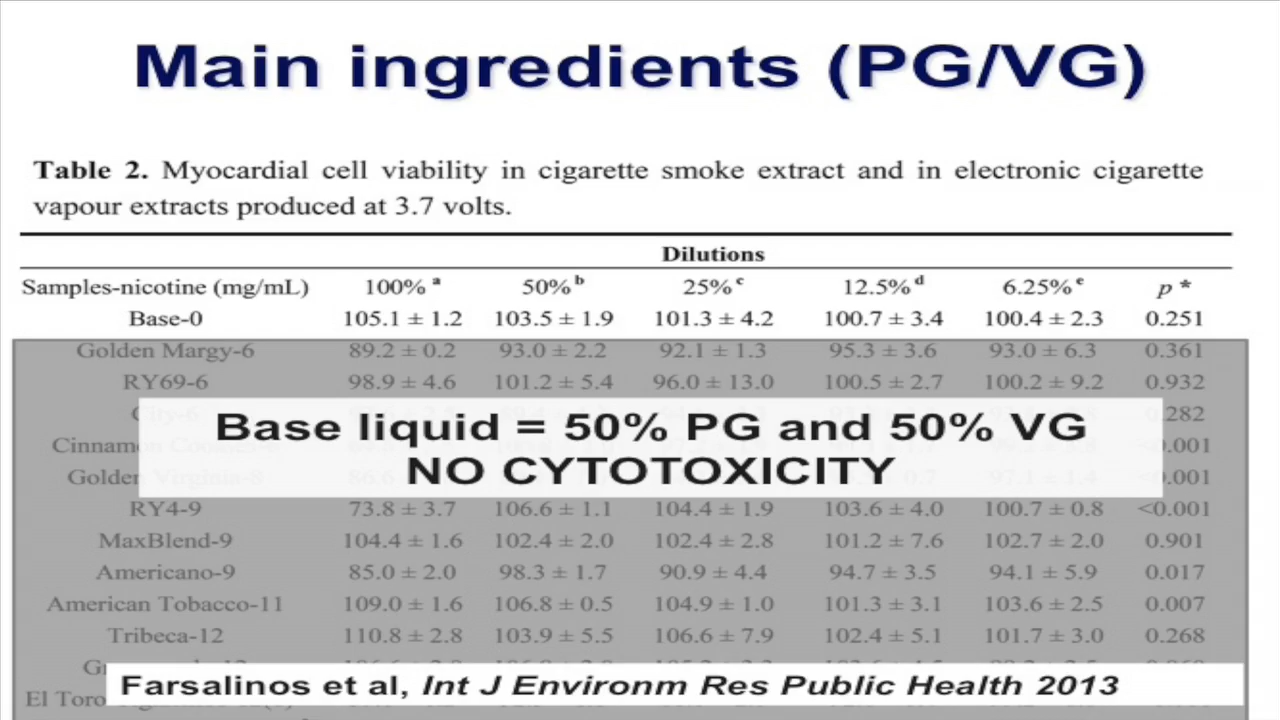 Main ingredients (PG/VG)
Table 2. Myocardial cell viability in cigarette smoke extract and in electronic cigarette
vapour extracts produced at 3.7 volts.
Dilutions
Samples-nicotine (mg/mL) 100% a 50% b 25% c 12.5% d 6.25% e p *
Base-0 105.1 ± 1.2 103.5 ± 1.9 101.3 ± 4.2 100.7 ± 3.4 100.4 ± 2.3 0.251
Golden Margy-6 89.2 ± 0.2 93.0 ± 2.2 92.1 ± 1.3 95.3 ± 3.6 93.0 ± 6.3 0.361
RY69-6 98.9 ± 4.6 101.2 ± 5.4 96.0 ± 13.0 100.5 ± 2.7 100.2 ± 9.2 0.932
City-6 0.282
Base liquid = 50% PG and 50% VG
Cinnamon <0.001
NO CYTOTOXICITY
Golden Virginia-8 <0.001
RY4-9 73.8 ± 3.7 106.6 ± 1.1 104.4 ± 1.9 103.6 ± 4.0 100.7 ± 0.8 <0.001
MaxBlend-9 104.4 ± 1.6 102.4 ± 2.0 102.4 ± 2.8 101.2 ± 7.6 102.7 ± 2.0 0.901
Americano-9 85.0 ± 2.0 98.3 ± 1.7 90.9 ± 4.4 94.7 ± 3.5 94.1 ± 5.9 0.017
American Tobacco-11 109.0 ± 1.6 106.8 ± 0.5 104.9 ± 1.0 101.3 ± 3.1 103.6 ± 2.5 0.007
Tribeca-12 110.8 ± 2.8 103.9 ± 5.5 106.6 ± 7.9 102.4 ± 5.1 101.7 ± 3.0 0.268
Farsalinos et al, Int J Environm Res Public Health 2013
El Toro